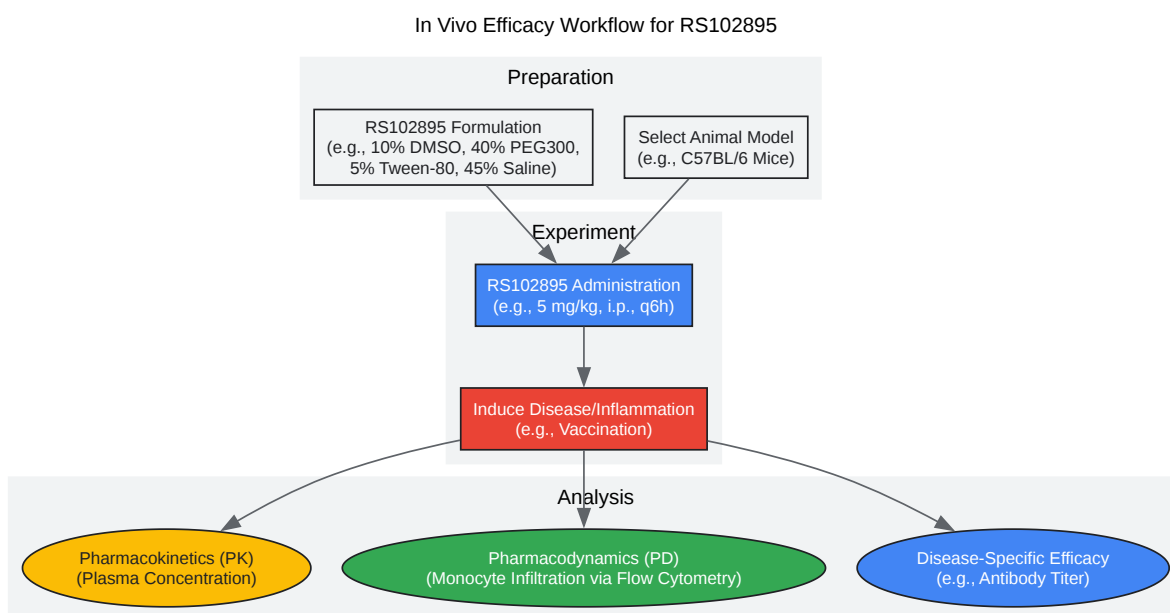 In Vivo Efficacy Workflow for RS102895
Preparation
RS102895 Formulation
(e.g., 10% DMSO, 40% PEG300,
5% Tween-80, 45% Saline)
Select Animal Model
(e.g., C57BL/6 Mice)
Experiment
RS102895 Administration
(e.g., 5 mg/kg, i.p., q6h)
Induce Disease/Inflammation
(e.g., Vaccination)
Analysis
Pharmacokinetics (PK)
(Plasma Concentration)
Pharmacodynamics (PD)
(Monocyte Infiltration via Flow Cytometry)
Disease-Specific Efficacy
(e.g., Antibody Titer)